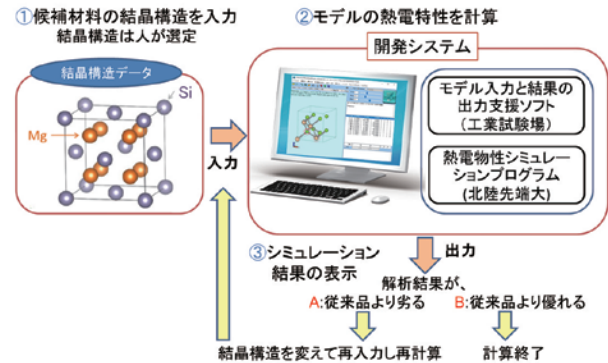 ①候補材料の結晶構造を入力
結晶構造は人が選定
結晶構造データ
Si
Mg
入力
②モデルの熱電特性を計算
開発システム
モデル入力と結果の
出力支援ソフト
（工業試験場）
熱電物性シミュレー
ションプログラム
(北陸先端大)
出力
③シミュレーション
結果の表示
解析結果が、
A:従来品より劣る
B:従来品より優れる
結晶構造を変えて再入力し再計算
計算終了